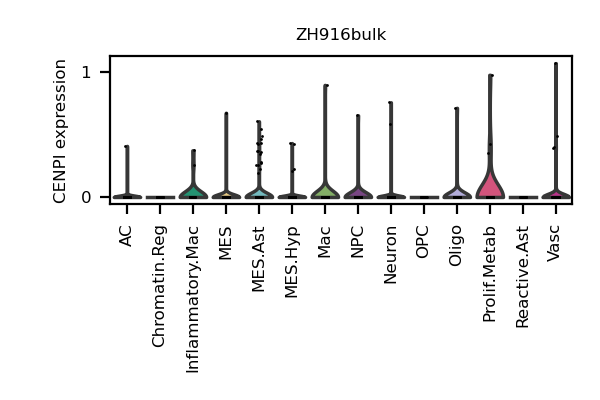 ZH916bulk
CENPI expression
1
0
AC
Chromatin.Reg
Inflammatory.Mac
MES
MES.Ast
MES.Hyp
Mac
NPC
Neuron
OPC
Oligo
Prolif.Metab
Reactive.Ast
Vasc